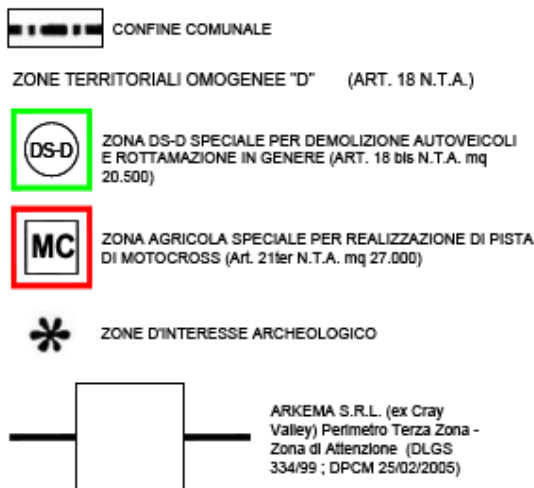 CONFINE COMUNALE
ZONE TERRITORIALI OMOGENEE "D" (ART. 18 N.T.A.)
DS-D
ZONA DS-D SPECIALE PER DEMOLIZIONE AUTOVEICOLI
E ROTTAMAZIONE IN GENERE (ART. 18 bis N.T.A. mq
20.500)
MC
ZONA AGRICOLA SPECIALE PER REALIZZAZIONE DI PISTA
DI MOTOCROSS (Art. 21ter N.T.A. mq 27.000)
ZONE D'INTERESSE ARCHEOLOGICO
ARKEMA S.R.L. (ex Cray
Valley) Perimetro Terza Zona -
Zona di Attenzione (DLGS
334/99 ; DPCM 25/02/2005)